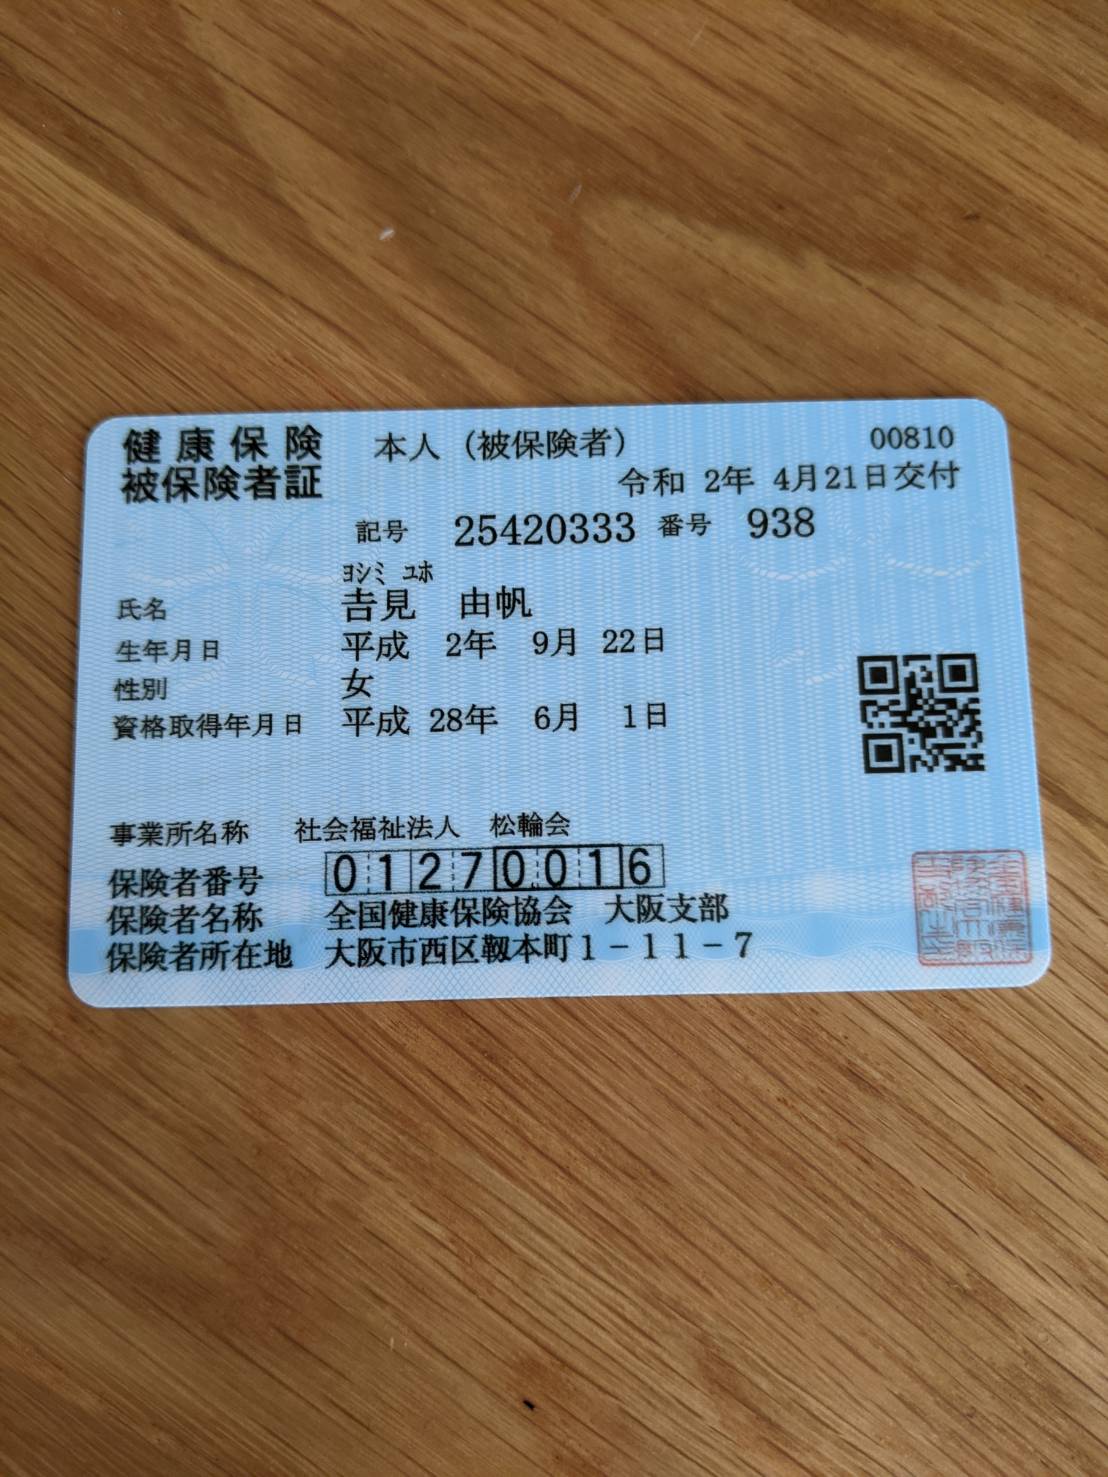 健康保険 本人（被保険者） 00810
被保険者証 令和 2年 4月21日交付
記号 25420333 番号 938
ﾖｼﾐ ﾕﾎ
氏名 𠮷見 由帆
生年月日 平成 2年 9月 22日
性別 女
資格取得年月日 平成 28年 6月 1日
事業所名称 社会福祉法人 松輪会
保険者番号 01270016
保険者名称 全国健康保険協会 大阪支部
保険者所在地 大阪市西区靱本町1－11－7